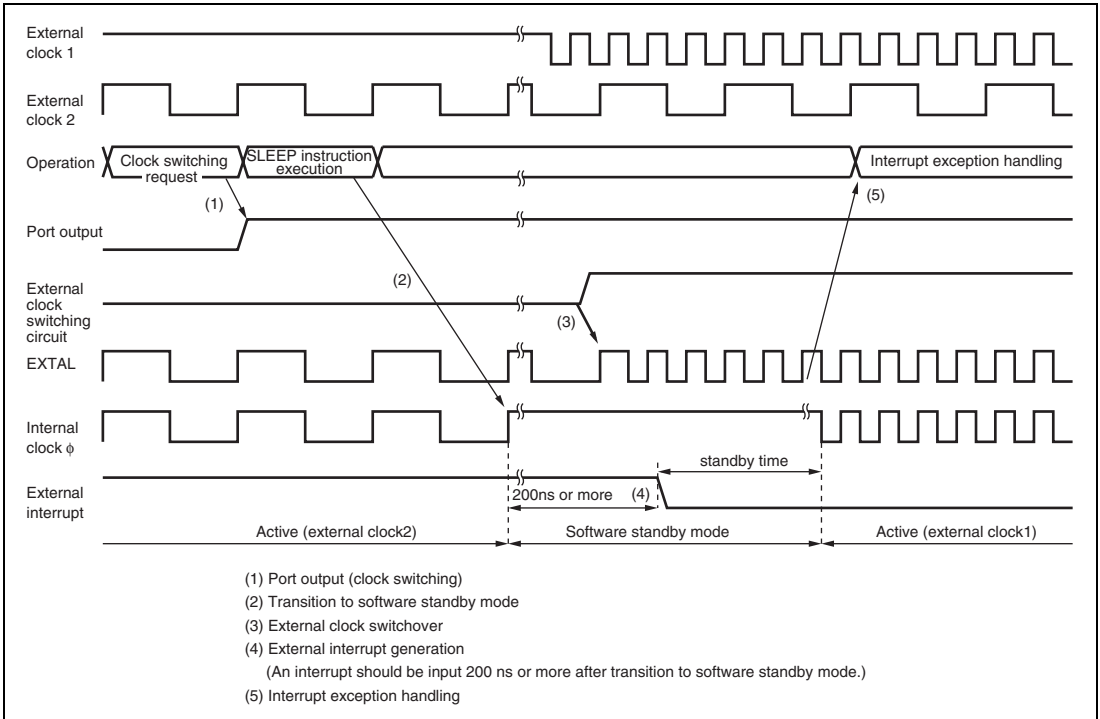 External
clock 1
External
clock 2
Operation
Clock switching
request
SLEEP instruction
execution
Interrupt exception handling
(1)
(5)
Port output
(2)
External
clock
switching
circuit
(3)
EXTAL
Internal
clock φ
standby time
External
interrupt
200ns or more
(4)
Active (external clock2)
Software standby mode
Active (external clock1)
(1) Port output (clock switching)
(2) Transition to software standby mode
(3) External clock switchover
(4) External interrupt generation
(An interrupt should be input 200 ns or more after transition to software standby mode.)
(5) Interrupt exception handling